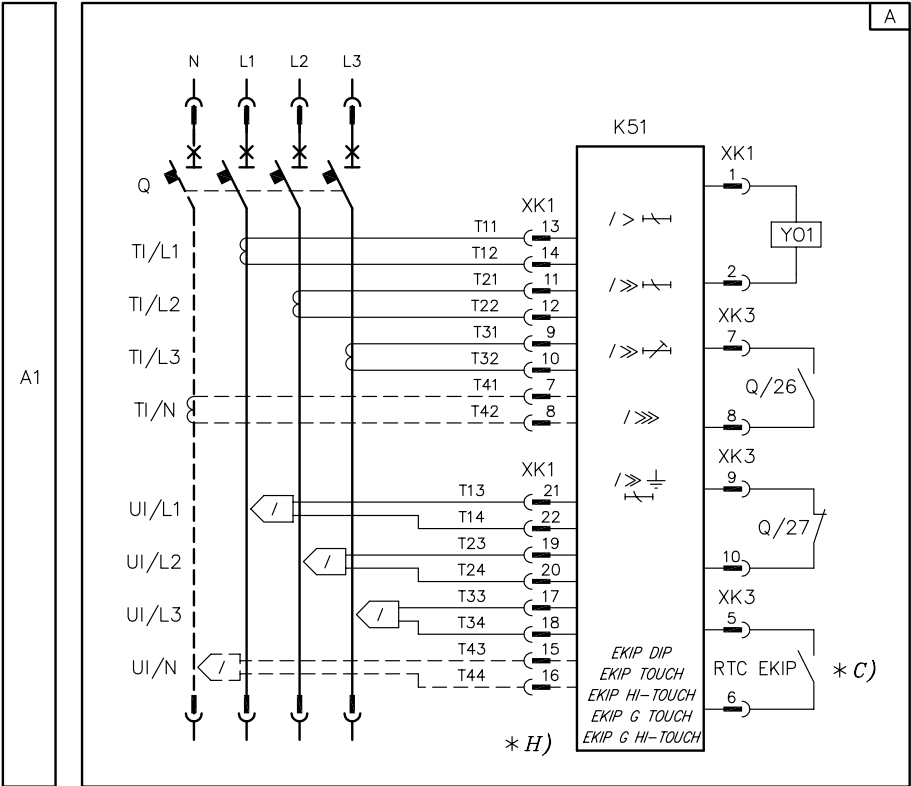 A
A1
N L1 L2 L3
K51
Q
XK1
T11 13
TI/L1 T12 14
T21 11
TI/L2 T22 12
T31 9
TI/L3 T32 10
T41 7
TI/N T42 8
XK1
T13 21
UI/L1 T14 22
T23 19
UI/L2 T24 20
T33 17
UI/L3 T34 18
T43 15
UI/N T44 16
/ >
/ ≫
/ ≫
/ ⋙
/ ≫
/
/
/
/
EKIP DIP
EKIP TOUCH
EKIP HI-TOUCH
EKIP G TOUCH
EKIP G HI-TOUCH
* H)
XK1
1
YO1
2
XK3
7
Q/26
8
XK3
9
Q/27
10
XK3
5
RTC EKIP * C)
6